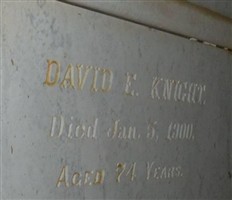 DAVID E. KNIGHT.
Died Jan. 5, 1900.
AGED 74 YEARS.